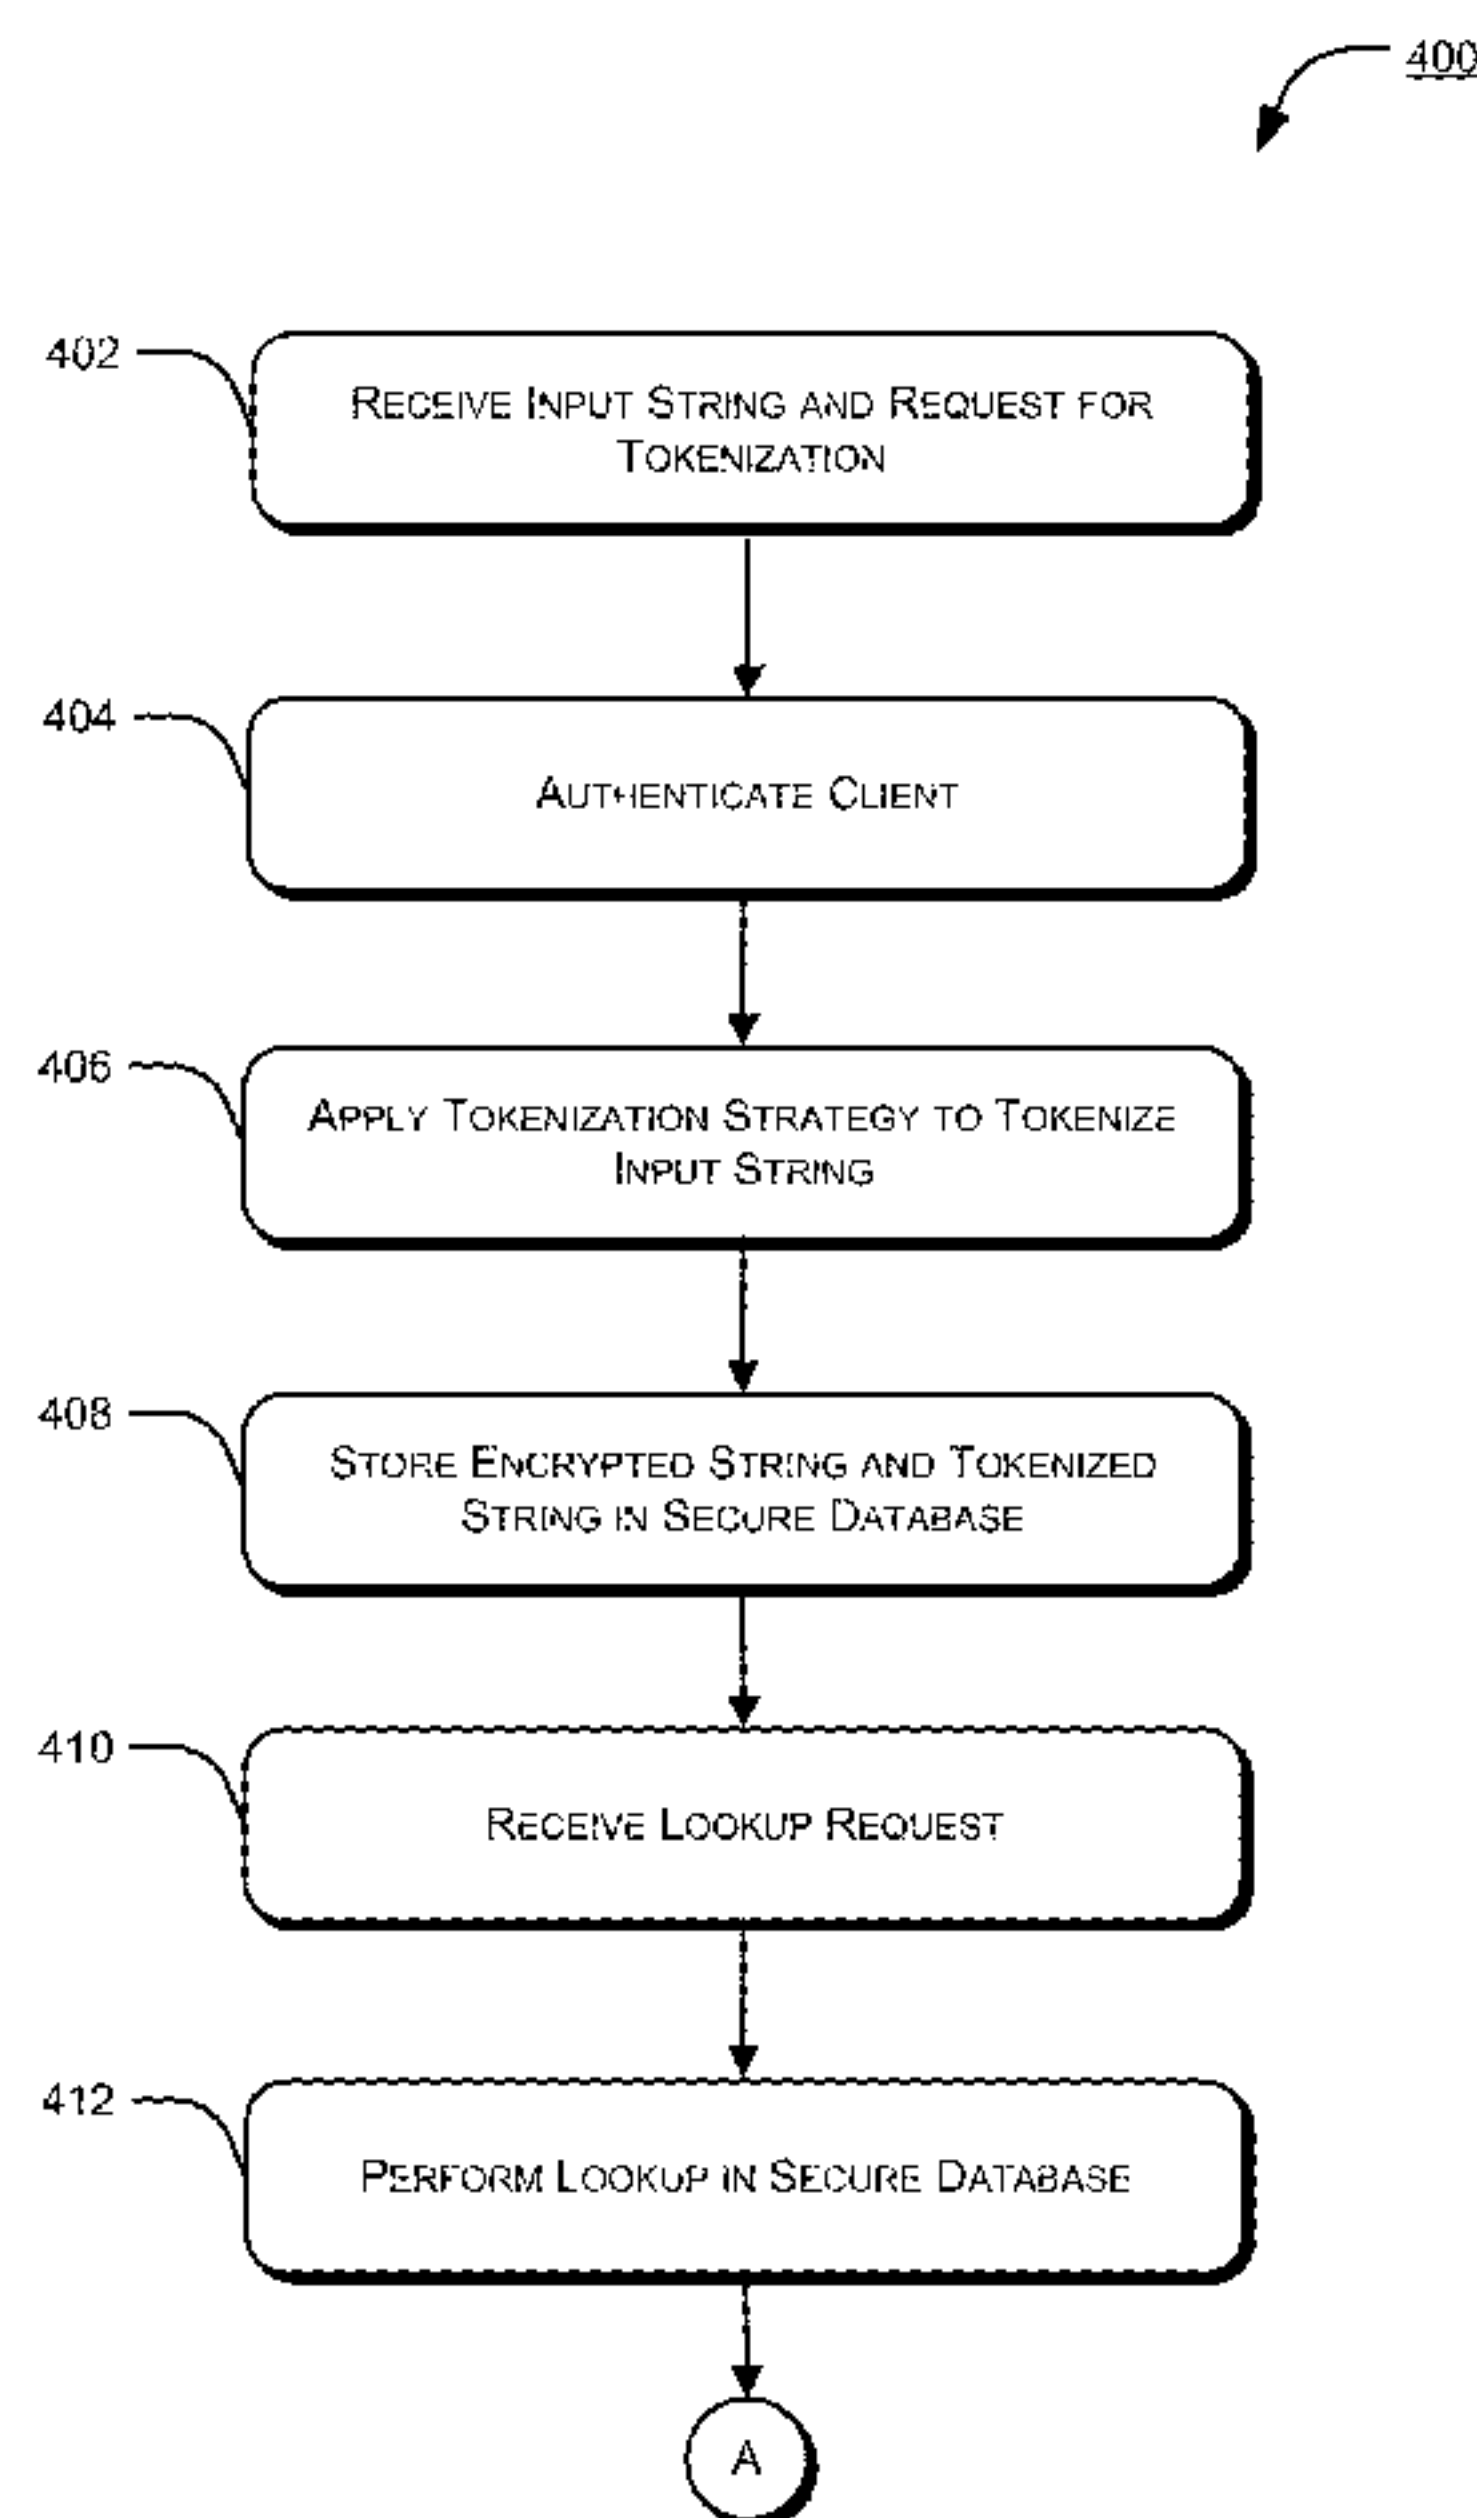 400
402
RECEIVE INPUT STRING AND REQUEST FOR
TOKENIZATION
404
AUTHENTICATE CLIENT
406
APPLY TOKENIZATION STRATEGY TO TOKENIZE
INPUT STRING
408
STORE ENCRYPTED STRING AND TOKENIZED
STRING IN SECURE DATABASE
410
RECEIVE LOOKUP REQUEST
412
PERFORM LOOKUP IN SECURE DATABASE
A